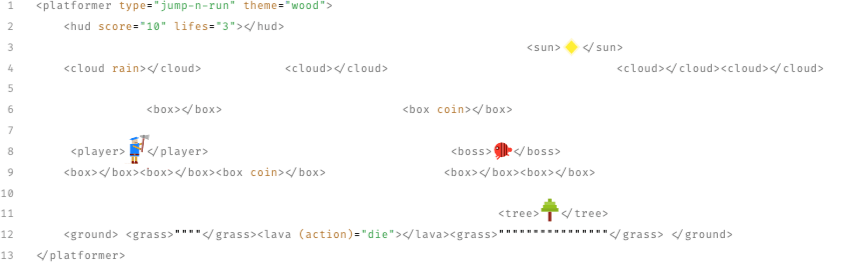 1 <platformer type="jump-n-run" theme="wood">
2 <hud score="10" lifes="3"></hud>
3 <sun></sun>
4 <cloud rain></cloud> <cloud></cloud> <cloud></cloud><cloud></cloud>
5
6 <box></box> <box coin></box>
7
8 <player></player> <boss></boss>
9 <box></box><box></box><box coin></box> <box></box><box></box>
10
11 <tree></tree>
12 <ground> <grass>""""</grass><lava (action)="die"></lava><grass>""""""""""""""""</grass> </ground>
13 </platformer>